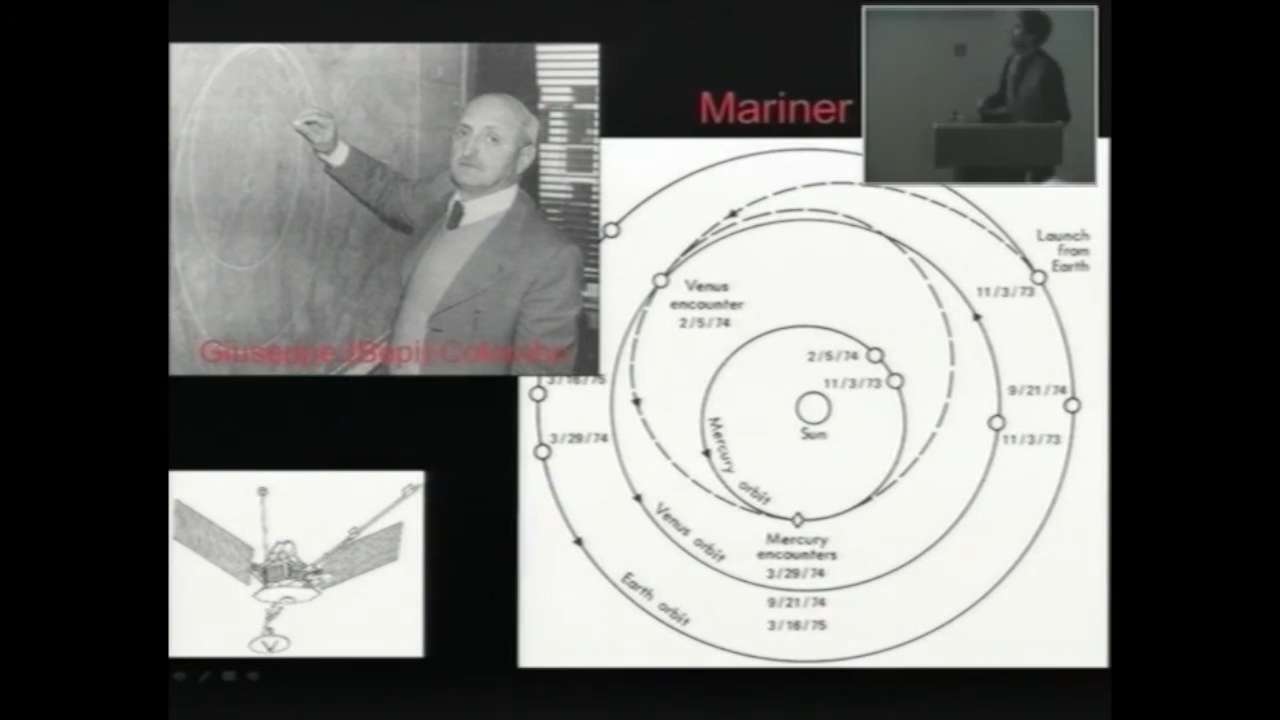 Mariner
Giuseppe (Bepi) Colombo
Launch
from
Earth
11/3/73
Venus
encounter
2/5/74
2/5/74
11/3/73
Sun
9/21/74
11/3/73
3/16/75
3/29/74
Mercury orbit
Venus orbit
Earth orbit
Mercury
encounters
3/29/74
9/21/74
3/16/75